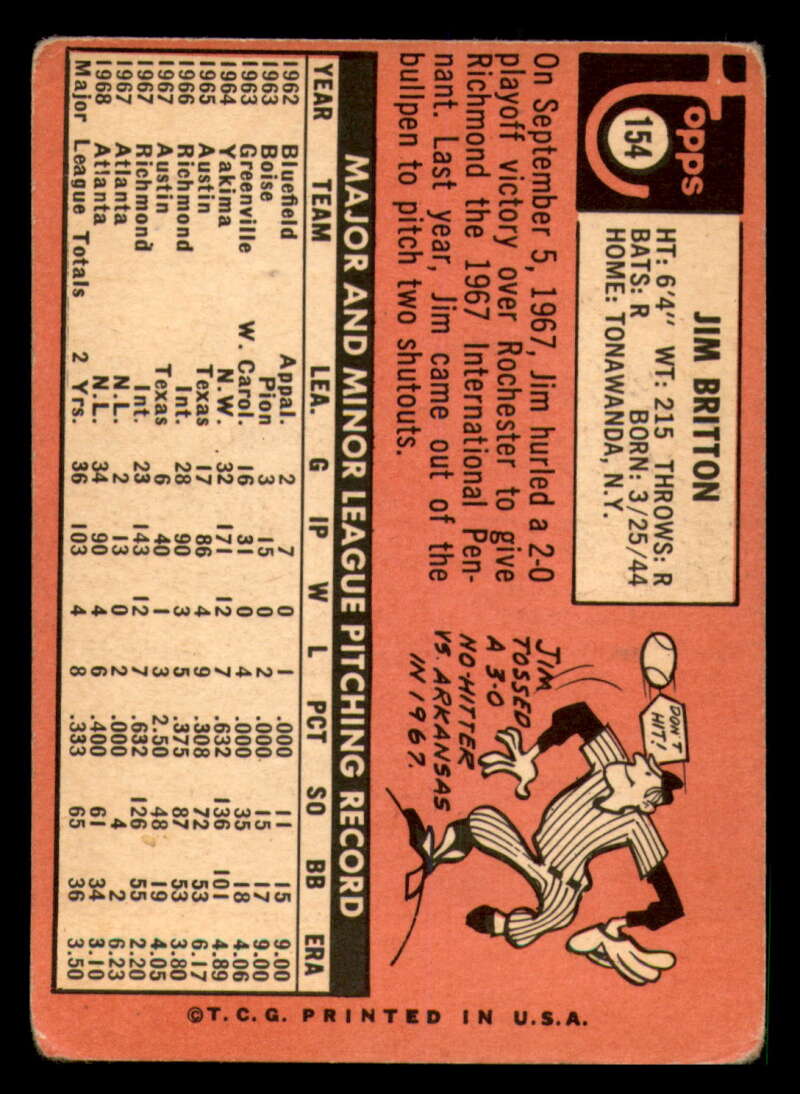 Topps
154
JIM BRITTON
HT: 6'4" WT: 215 THROWS: R
BATS: R BORN: 3/25/44
HOME: TONAWANDA, N.Y.
On September 5, 1967, Jim hurled a 2-0
playoff victory over Rochester to give
Richmond the 1967 International Pen-
nant. Last year, Jim came out of the
bullpen to pitch two shutouts.
DON'T
HIT!
JIM
TOSSED
A 3-0
NO-HITTER
VS. ARKANSAS
IN 1967.
MAJOR AND MINOR LEAGUE PITCHING RECORD
YEAR TEAM LEA. G IP W L PCT SO BB ERA
1962 Bluefield Appal. 2 7 0 1 .000 11 15 9.00
1963 Boise Pion 3 15 0 2 .000 15 17 9.00
1963 Greenville W. Carol. 16 31 0 4 .000 35 18 4.06
1964 Yakima N.W. 32 171 12 7 .632 136 101 4.89
1965 Austin Texas 17 86 4 9 .308 72 53 6.17
1966 Richmond Int. 28 90 3 5 .375 87 53 3.80
1967 Austin Texas 6 40 1 3 2.50 48 19 4.05
1967 Richmond Int. 23 143 12 7 .632 126 55 2.20
1967 Atlanta N.L. 2 13 0 2 .000 4 2 6.23
1968 Atlanta N.L. 34 90 4 6 .400 61 34 3.10
Major League Totals 2 Yrs. 36 103 4 8 .333 65 36 3.50
©T.C.G. PRINTED IN U.S.A.